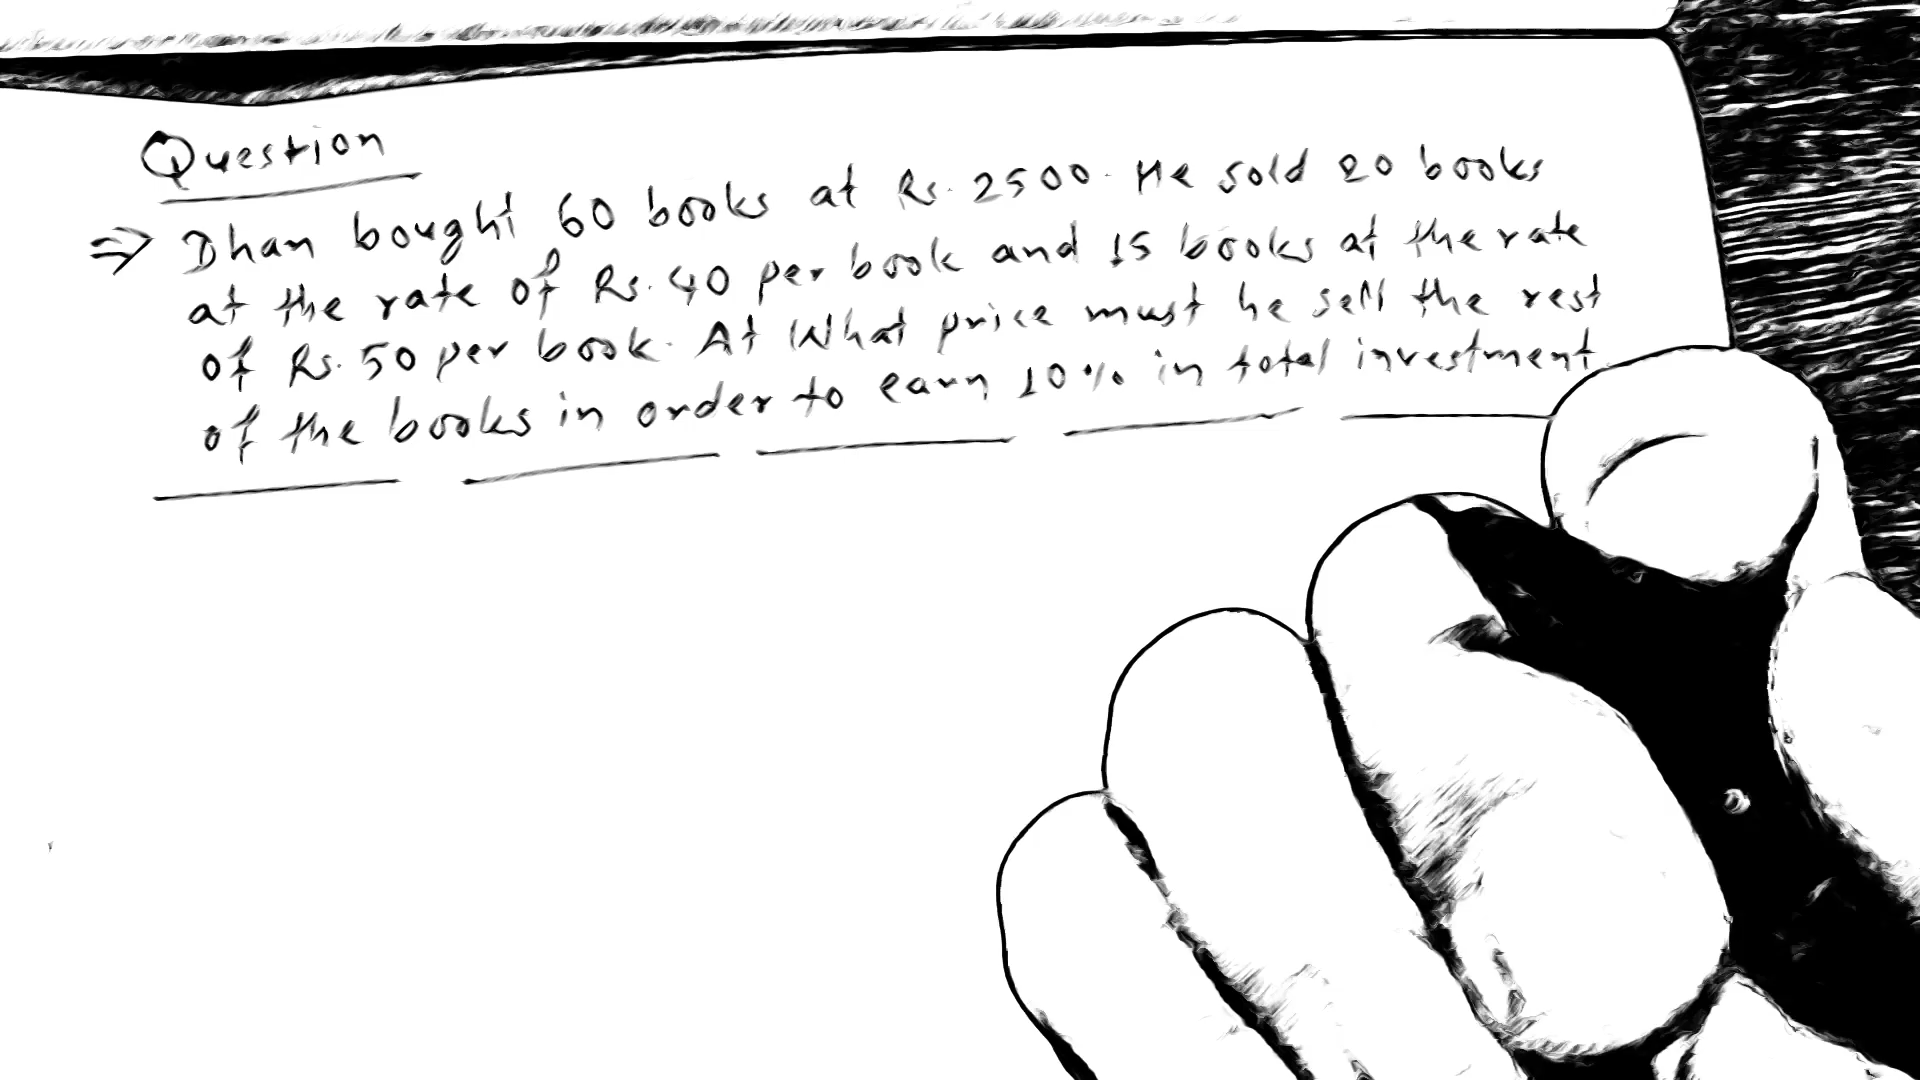 Question
⇒ Dhan bought 60 books at Rs. 2500. He sold 20 books
at the rate of Rs. 40 per book and 15 books at the rate
of Rs. 50 per book. At What price must he sell the rest
of the books in order to earn 10% in total investment.